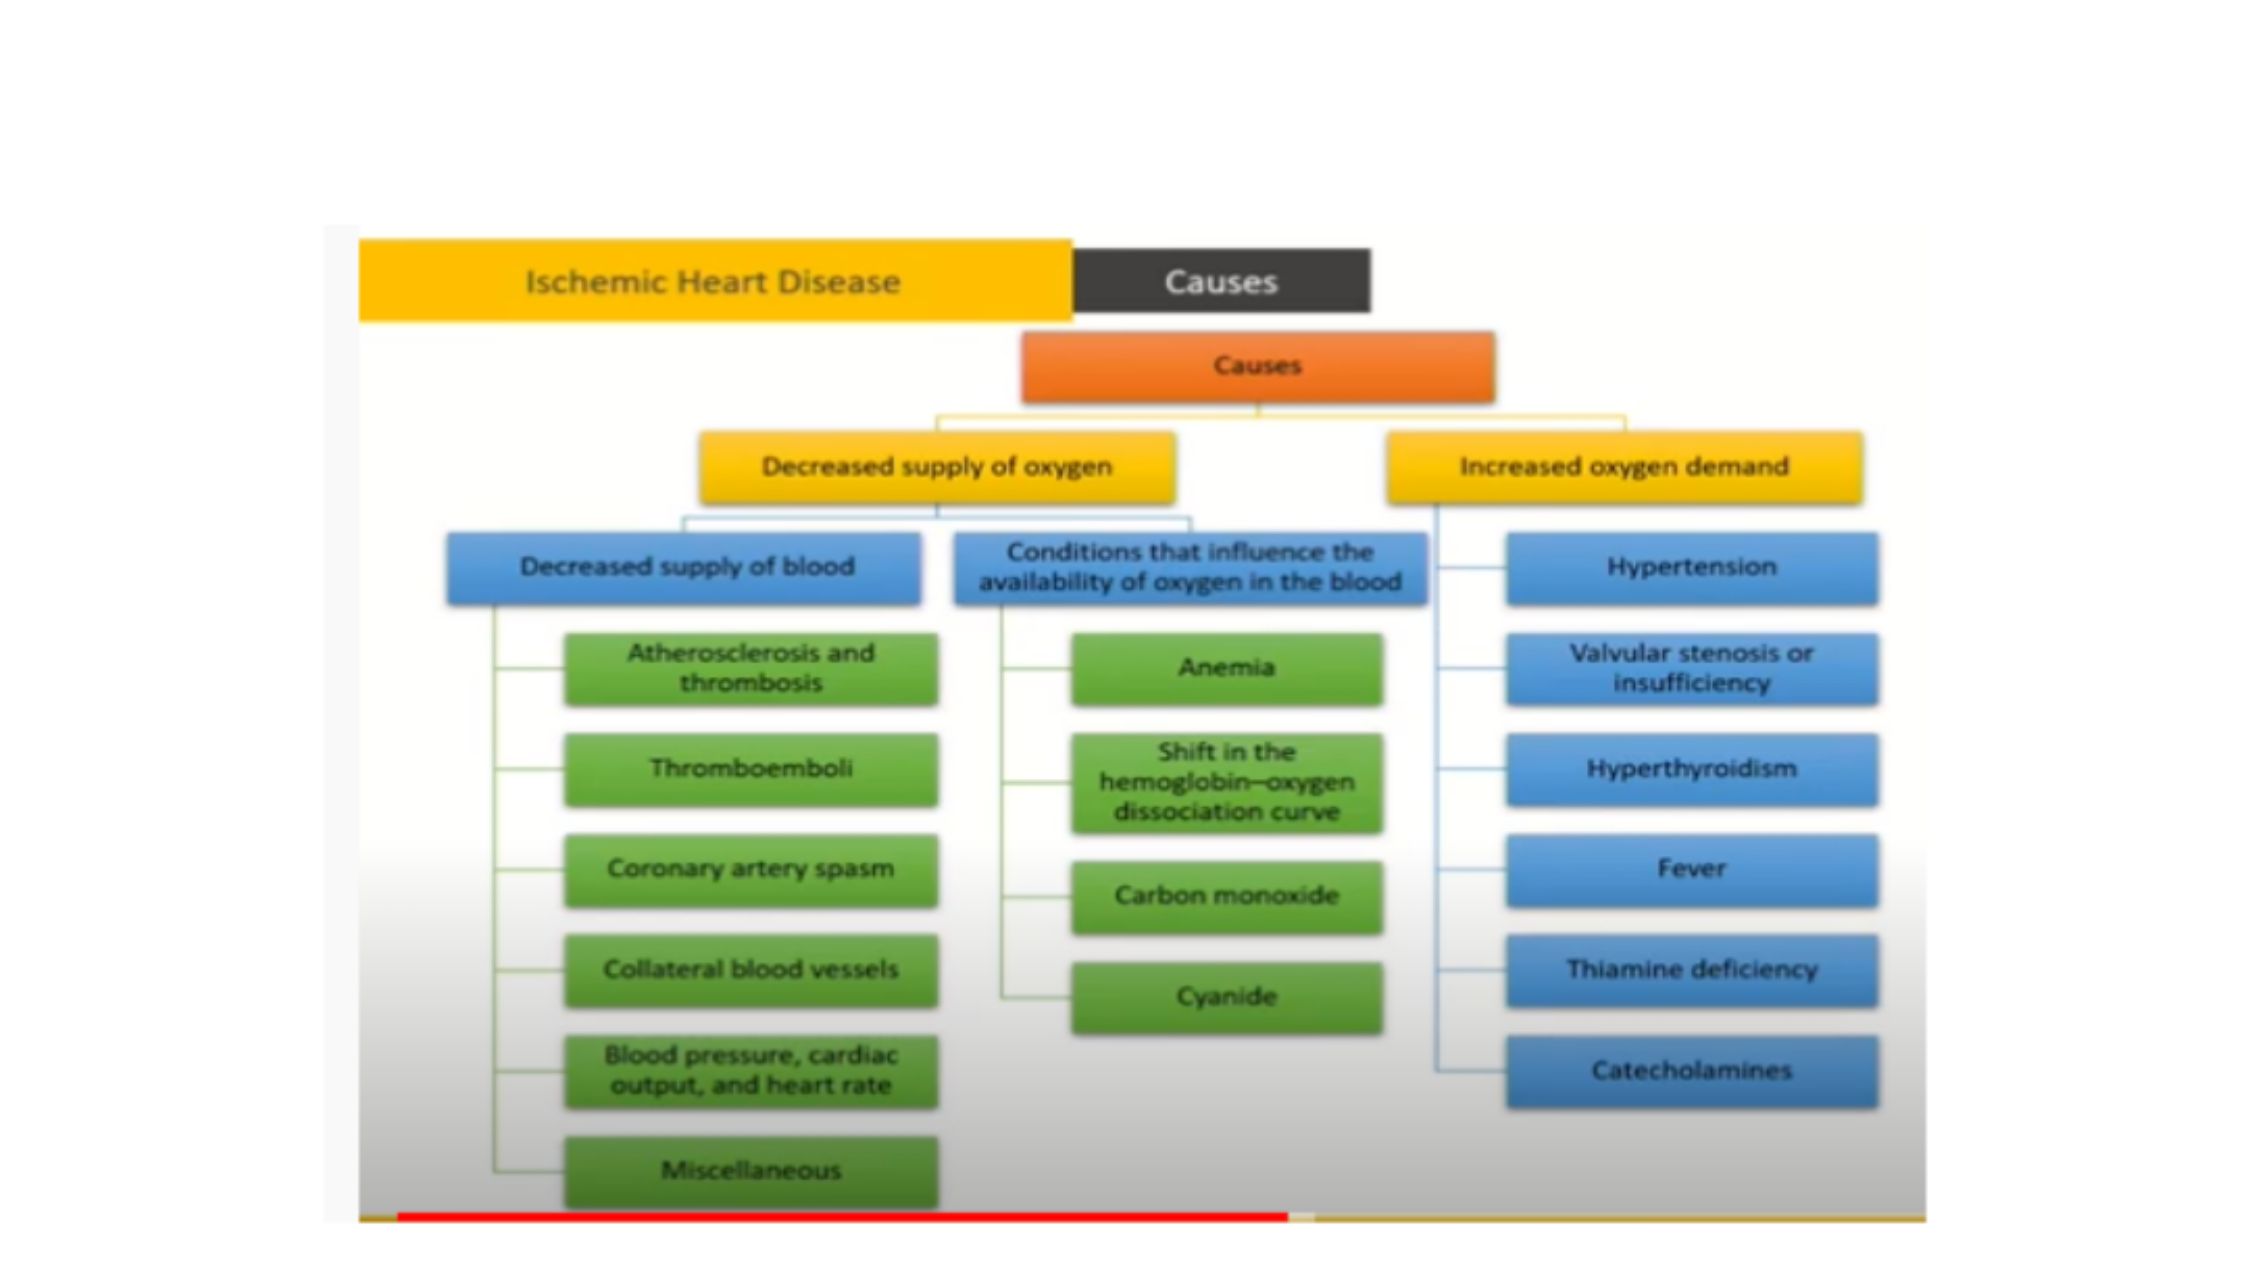 Ischemic Heart Disease
Causes
Causes
Decreased supply of oxygen
Increased oxygen demand
Decreased supply of blood
Conditions that influence the
availability of oxygen in the blood
Hypertension
Atherosclerosis and
thrombosis
Anemia
Valvular stenosis or
insufficiency
Thromboemboli
Shift in the
hemoglobin–oxygen
dissociation curve
Hyperthyroidism
Coronary artery spasm
Carbon monoxide
Fever
Collateral blood vessels
Cyanide
Thiamine deficiency
Blood pressure, cardiac
output, and heart rate
Catecholamines
Miscellaneous